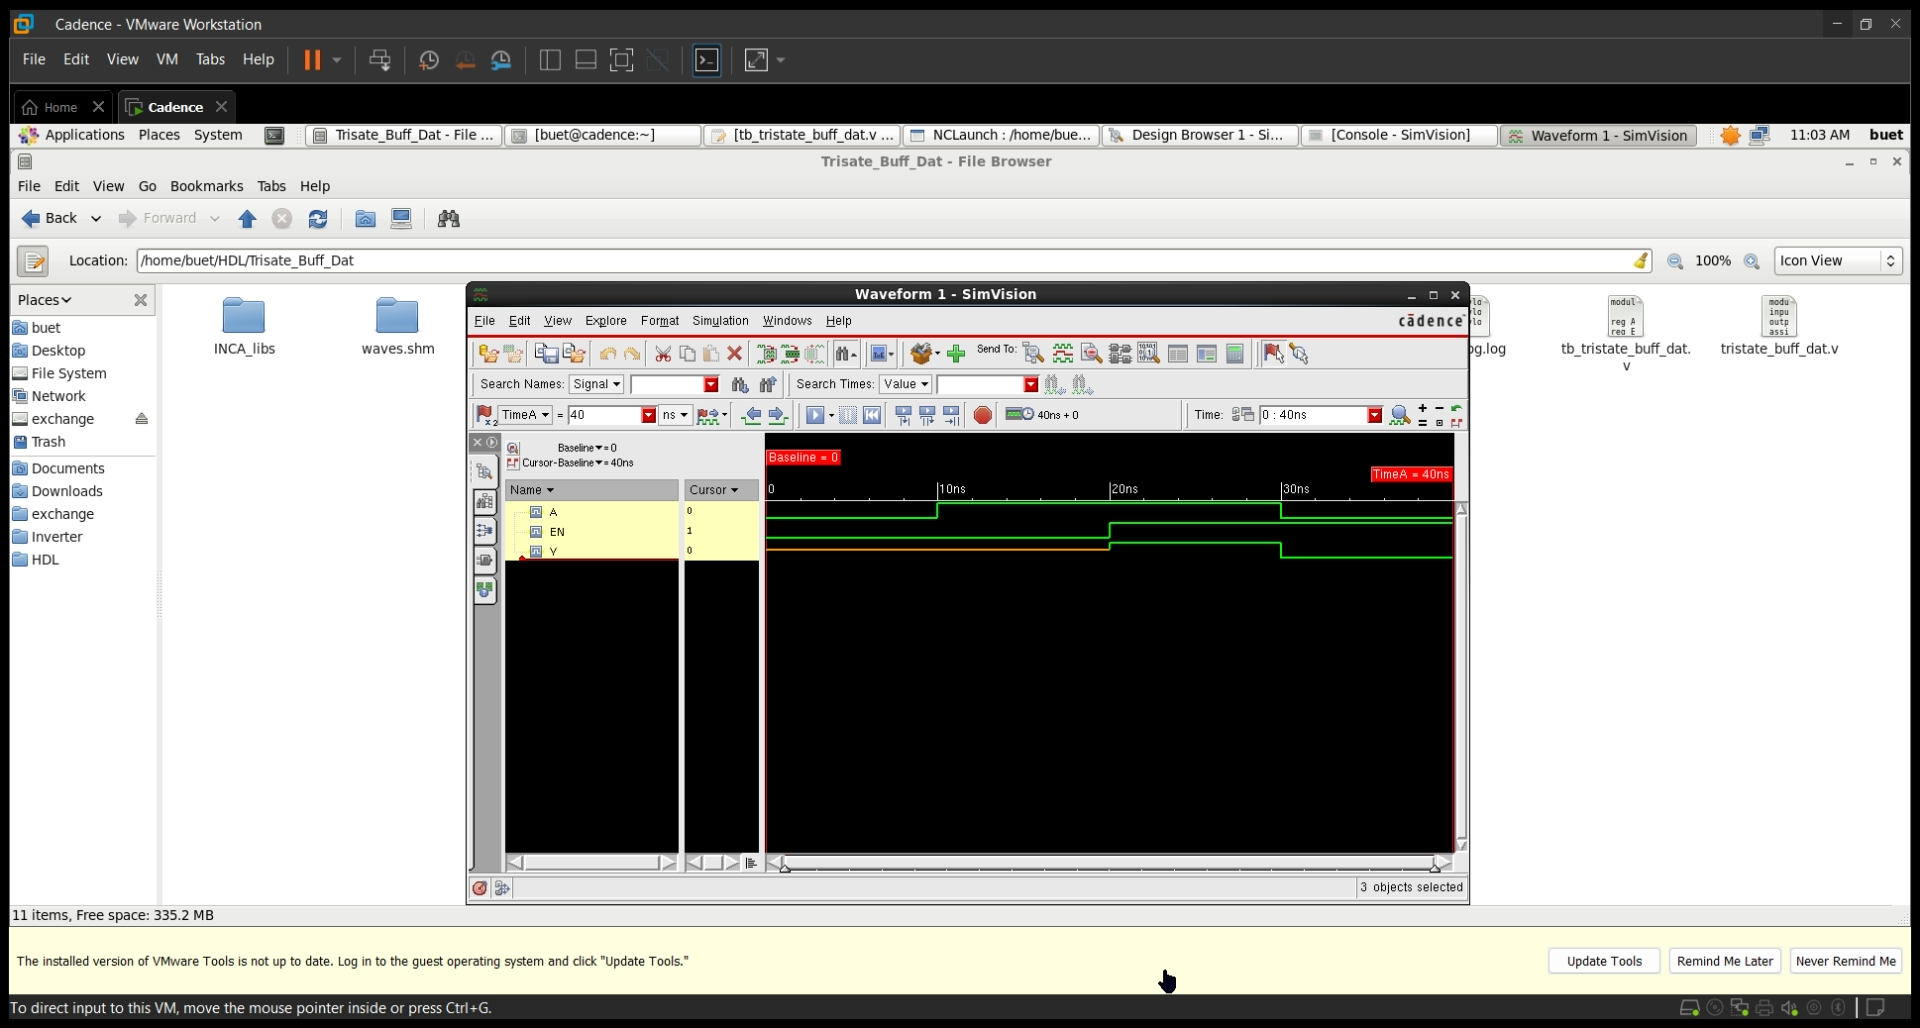 Cadence - VMware Workstation
File Edit View VM Tabs Help
Home Cadence
Applications Places System Trisate_Buff_Dat - File ... [buet@cadence:~] [tb_tristate_buff_dat.v ... NCLaunch : /home/bue... Design Browser 1 - Si... [Console - SimVision] Waveform 1 - SimVision 11:03 AM buet
Trisate_Buff_Dat - File Browser
File Edit View Go Bookmarks Tabs Help
Back Forward
Location: /home/buet/HDL/Trisate_Buff_Dat 100% Icon View
Places
buet
Desktop
File System
Network
exchange
Trash
Documents
Downloads
exchange
Inverter
HDL
INCA_libs
waves.shm
og.log
modul
reg A
reg E
tb_tristate_buff_dat.
v
modu
inpu
outp
assi
tristate_buff_dat.v
Waveform 1 - SimVision
File Edit View Explore Format Simulation Windows Help cādence
Send To:
Search Names: Signal Search Times: Value
TimeA = 40 ns 40ns + 0 Time: 0 : 40ns
Baseline = 0
Cursor-Baseline = 40ns
Baseline = 0
TimeA = 40ns
Name Cursor 0 10ns 20ns 30ns
A 0
EN 1
Y 0
3 objects selected
11 items, Free space: 335.2 MB
The installed version of VMware Tools is not up to date. Log in to the guest operating system and click "Update Tools." Update Tools Remind Me Later Never Remind Me
To direct input to this VM, move the mouse pointer inside or press Ctrl+G.